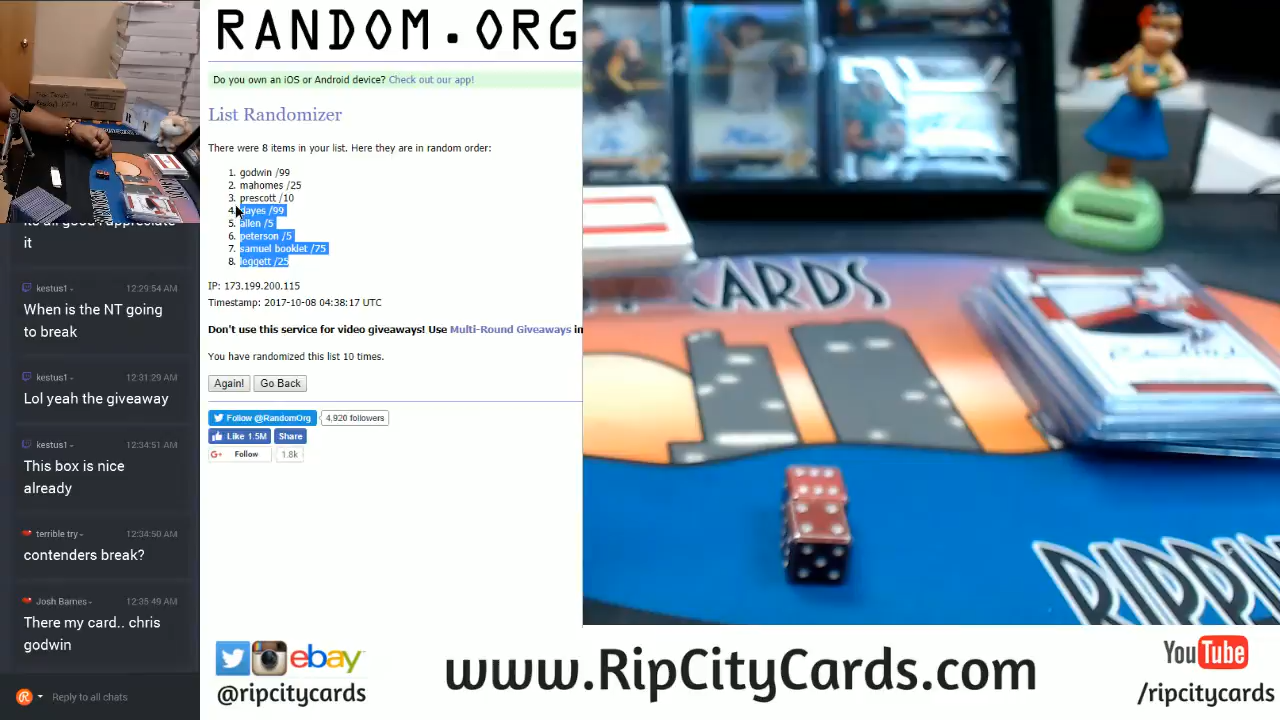 RANDOM.ORG
Do you own an iOS or Android device? Check out our app!
List Randomizer
There were 8 items in your list. Here they are in random order:
1. godwin /99
2. mahomes /25
3. prescott /10
4. hayes /99
5. allen /5
6. peterson /5
7. samuel booklet /75
8. leggett /25
IP: 173.199.200.115
Timestamp: 2017-10-08 04:38:17 UTC
Don't use this service for video giveaways! Use Multi-Round Giveaways in
You have randomized this list 10 times.
Again! Go Back
Follow @RandomOrg 4,920 followers
Like 1.5M Share
G+ Follow 1.8k
it
kestus1 12:29:54 AM
When is the NT going
to break
kestus1 12:31:29 AM
Lol yeah the giveaway
kestus1 12:34:51 AM
This box is nice
already
terrible try 12:34:50 AM
contenders break?
Josh Barnes 12:35:49 AM
There my card.. chris
godwin
Reply to all chats
CARDS
RIPPIN
ebay
@ripcitycards
www.RipCityCards.com
YouTube
/ripcitycards